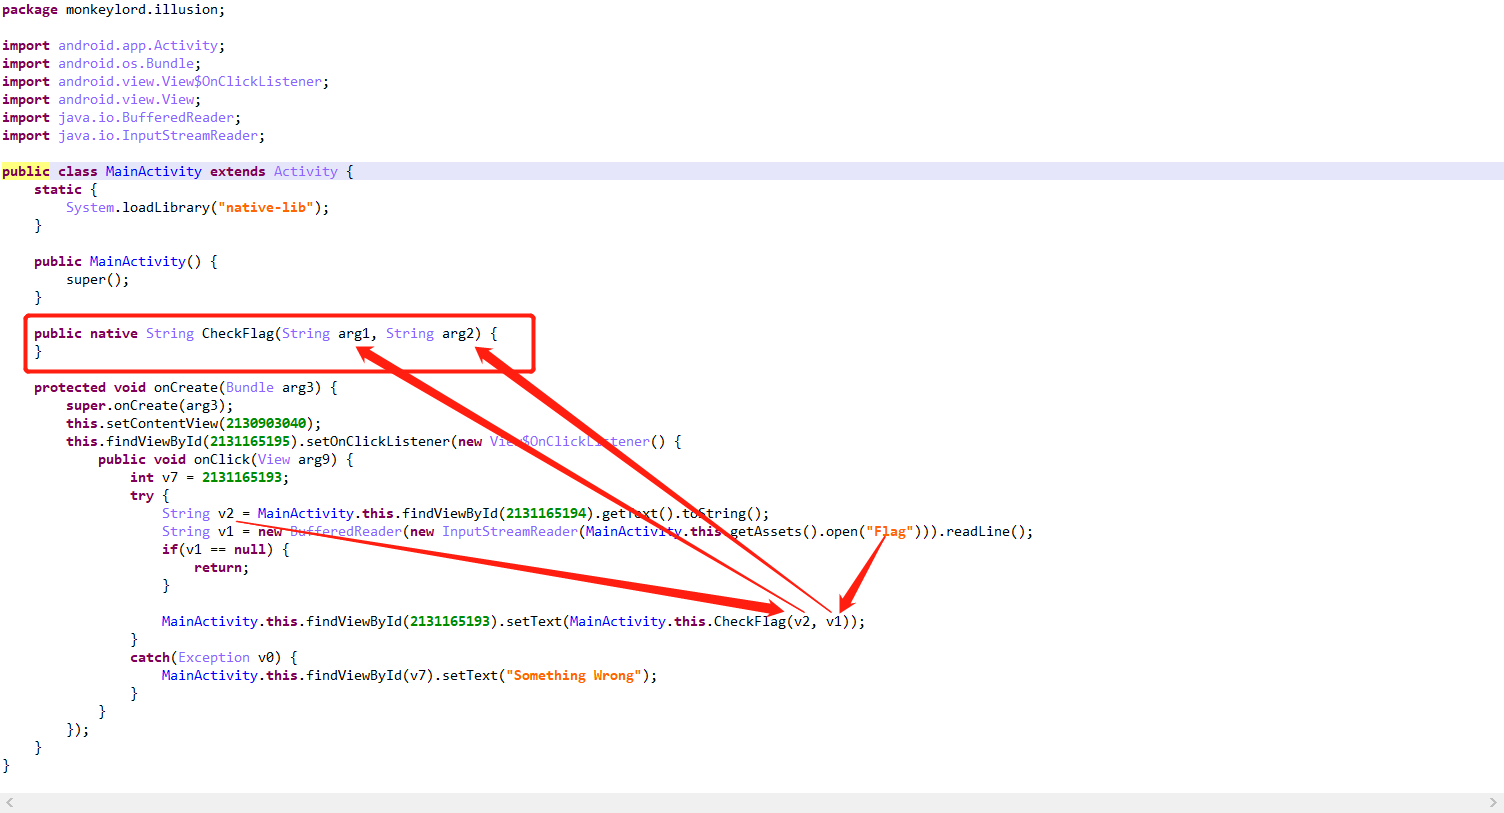 package monkeylord.illusion;
import android.app.Activity;
import android.os.Bundle;
import android.view.View$OnClickListener;
import android.view.View;
import java.io.BufferedReader;
import java.io.InputStreamReader;
public class MainActivity extends Activity {
static {
System.loadLibrary("native-lib");
}
public MainActivity() {
super();
}
public native String CheckFlag(String arg1, String arg2) {
}
protected void onCreate(Bundle arg3) {
super.onCreate(arg3);
this.setContentView(2130903040);
this.findViewById(2131165195).setOnClickListener(new View$OnClickListener() {
public void onClick(View arg9) {
int v7 = 2131165193;
try {
String v2 = MainActivity.this.findViewById(2131165194).getText().toString();
String v1 = new BufferedReader(new InputStreamReader(MainActivity.this.getAssets().open("Flag"))).readLine();
if(v1 == null) {
return;
}
MainActivity.this.findViewById(2131165193).setText(MainActivity.this.CheckFlag(v2, v1));
}
catch(Exception v0) {
MainActivity.this.findViewById(v7).setText("Something Wrong");
}
}
});
}
}